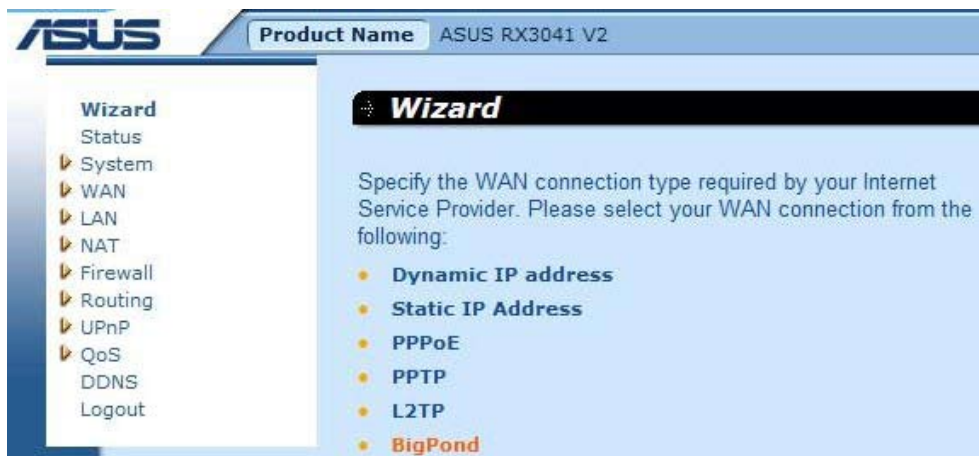 ASUS
Product Name ASUS RX3041 V2
Wizard
Status
System
WAN
LAN
NAT
Firewall
Routing
UPnP
QoS
DDNS
Logout
Wizard
Specify the WAN connection type required by your Internet
Service Provider. Please select your WAN connection from the
following:
Dynamic IP address
Static IP Address
PPPoE
PPTP
L2TP
BigPond